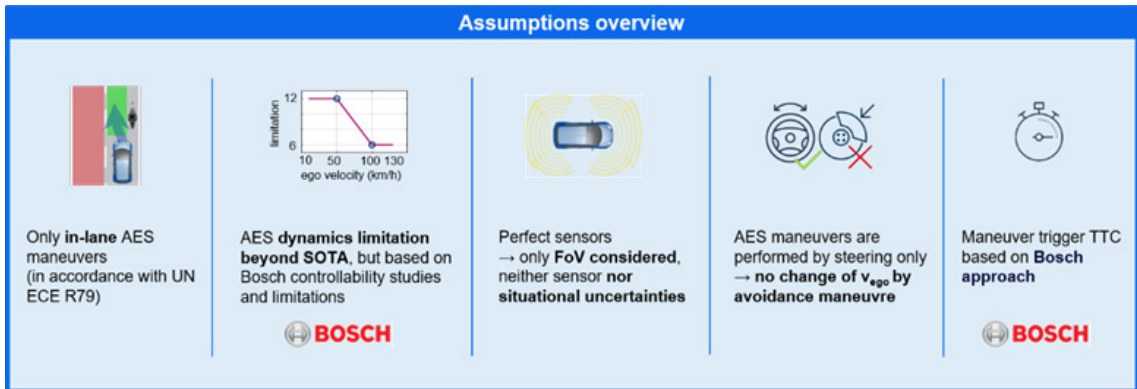 Assumptions overview
12
6
limitation
10 50 100 130
ego velocity (km/h)
Only in-lane AES
maneuvers
(in accordance with UN
ECE R79)
AES dynamics limitation
beyond SOTA, but based on
Bosch controllability studies
and limitations
BOSCH
Perfect sensors
→ only FoV considered,
neither sensor nor
situational uncertainties
AES maneuvers are
performed by steering only
→ no change of vego by
avoidance maneuvre
Maneuver trigger TTC
based on Bosch
approach
BOSCH